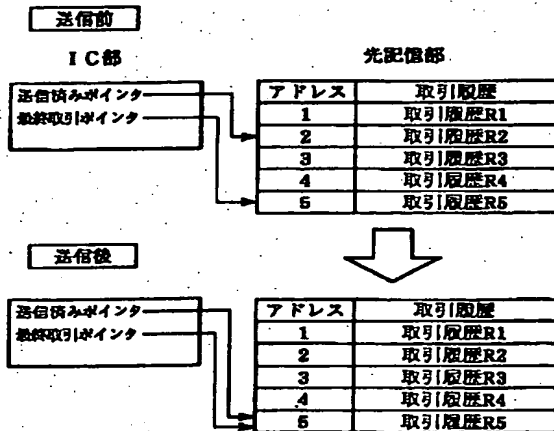 送信前
IC部
光記憶部
送信済みポインタ
最終取引ポインタ
アドレス 取引履歴
1 取引履歴R1
2 取引履歴R2
3 取引履歴R3
4 取引履歴R4
5 取引履歴R5
送信後
送信済みポインタ
最終取引ポインタ
アドレス 取引履歴
1 取引履歴R1
2 取引履歴R2
3 取引履歴R3
4 取引履歴R4
5 取引履歴R5